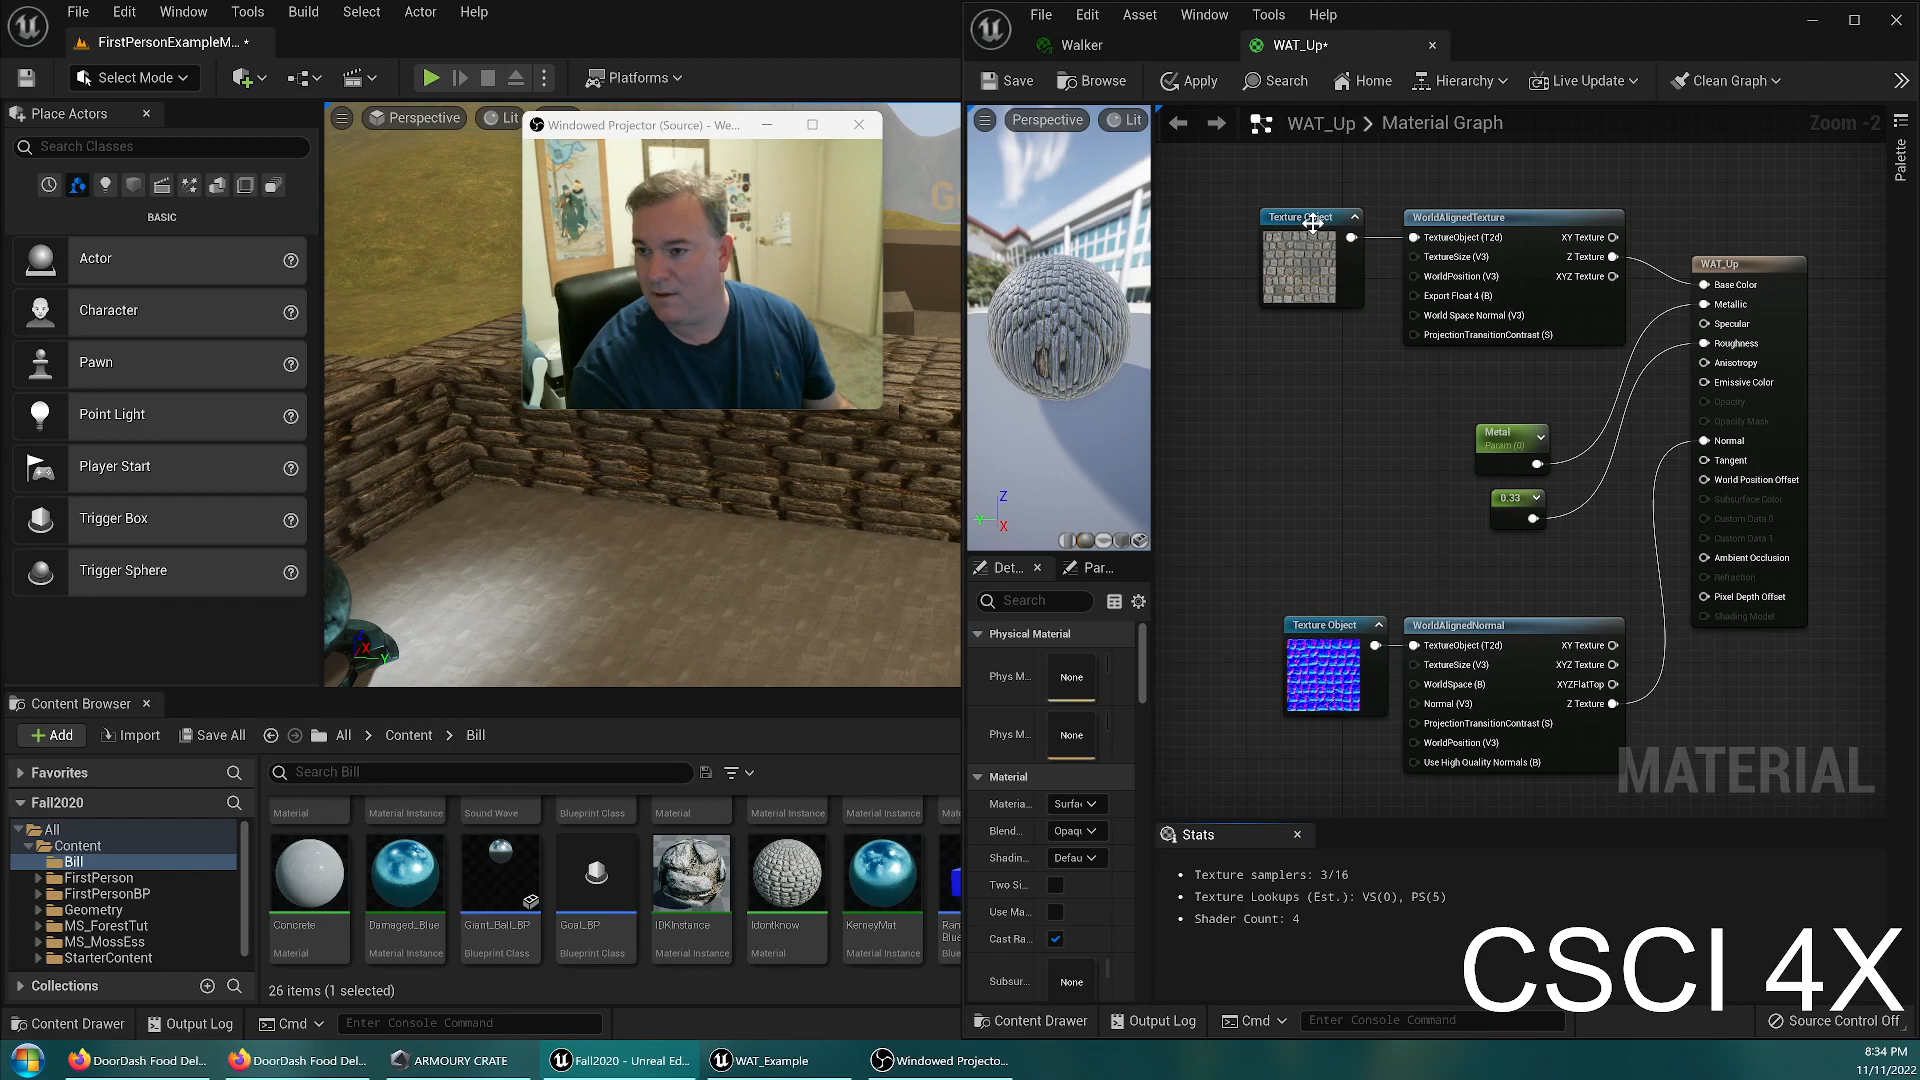 File Edit Window Tools Build Select Actor Help
FirstPersonExampleM... *
Select Mode
Platforms
Place Actors
Search Classes
BASIC
Actor
Character
Pawn
Point Light
Player Start
Trigger Box
Trigger Sphere
Perspective
Lit
Windowed Projector (Source) - We...
Z
X
Y
Content Browser
Add
Import
Save All
All > Content > Bill
Favorites
Search Bill
Fall2020
All
Content
Bill
FirstPerson
FirstPersonBP
Geometry
MS_ForestTut
MS_MossEss
StarterContent
Collections
Material
Material Instance
Sound Wave
Blueprint Class
Material
Material Instance
Material Instance
Concrete
Material
Damaged_Blue
Material Instance
Giant_Ball_BP
Blueprint Class
Goal_BP
Blueprint Class
IDKInstance
Material Instance
Idontknow
Material
KerneyMat
Material Instance
26 items (1 selected)
Content Drawer
Output Log
Cmd
Enter Console Command
File Edit Asset Window Tools Help
Walker
WAT_Up*
Save
Browse
Apply
Search
Home
Hierarchy
Live Update
Clean Graph
Perspective
Lit
WAT_Up > Material Graph
Zoom -2
Palette
Texture Object
WorldAlignedTexture
TextureObject (T2d)
TextureSize (V3)
WorldPosition (V3)
Export Float 4 (B)
World Space Normal (V3)
ProjectionTransitionContrast (S)
XY Texture
Z Texture
XYZ Texture
WAT_Up
Base Color
Metallic
Specular
Roughness
Anisotropy
Emissive Color
Opacity
Opacity Mask
Normal
Tangent
World Position Offset
Subsurface Color
Custom Data 0
Custom Data 1
Ambient Occlusion
Refraction
Pixel Depth Offset
Shading Model
Metal
Param (0)
0.33
Texture Object
WorldAlignedNormal
TextureObject (T2d)
TextureSize (V3)
WorldSpace (B)
Normal (V3)
ProjectionTransitionContrast (S)
WorldPosition (V3)
Use High Quality Normals (B)
XY Texture
XYZ Texture
XYZFlatTop
Z Texture
MATERIAL
Z
Y
X
Det...
Par...
Search
Physical Material
Phys M...
None
Phys M...
None
Material
Materia...
Blend...
Shadin...
Defau
Two Si...
Use Ma...
Cast Ra...
Subsur...
None
Stats
Texture samplers: 3/16
Texture Lookups (Est.): VS(0), PS(5)
Shader Count: 4
CSCI 4X
Content Drawer
Output Log
Cmd
Enter Console Command
Source Control Off
DoorDash Food Del...
DoorDash Food Del...
ARMOURY CRATE
Fall2020 - Unreal Ed...
WAT_Example
Windowed Projecto...
8:34 PM
11/11/2022